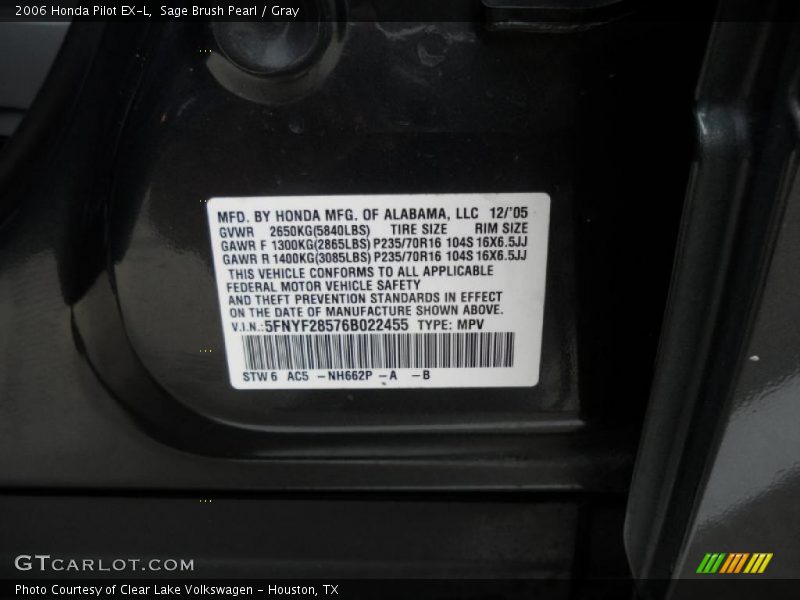 2006 Honda Pilot EX-L, Sage Brush Pearl / Gray
MFD. BY HONDA MFG. OF ALABAMA, LLC 12/'05
GVWR 2650KG(5840LBS) TIRE SIZE RIM SIZE
GAWR F 1300KG(2865LBS) P235/70R16 104S 16X6.5JJ
GAWR R 1400KG(3085LBS) P235/70R16 104S 16X6.5JJ
THIS VEHICLE CONFORMS TO ALL APPLICABLE
FEDERAL MOTOR VEHICLE SAFETY
AND THEFT PREVENTION STANDARDS IN EFFECT
ON THE DATE OF MANUFACTURE SHOWN ABOVE.
V.I.N.:5FNYF28576B022455 TYPE: MPV
STW6 AC5 -NH662P -A -B
GTCARLOT.COM
Photo Courtesy of Clear Lake Volkswagen - Houston, TX